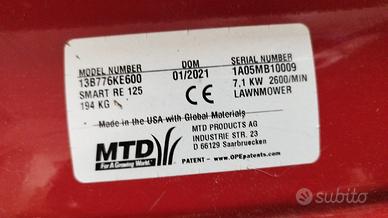 MODEL NUMBER DOM SERIAL NUMBER
13B776KE600 01/2021 1A05MB10009
SMART RE 125 7,1 KW 2600/min
194 KG CE LAWNMOWER
Made in the USA with Global Materials
MTD PRODUCTS AG
INDUSTRIE STR. 23
D 66129 Saarbruecken
MTD
For A Growing World.
PATENT – www.OPEpatents.com
subito